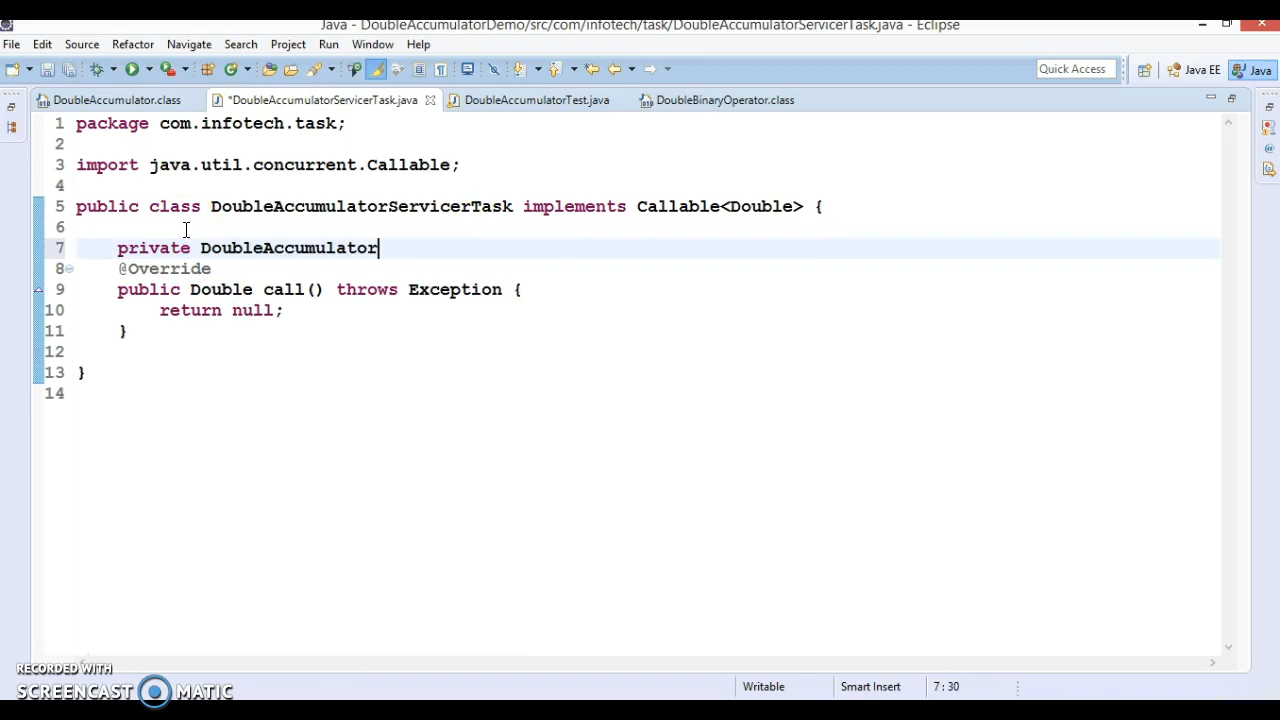 Java - DoubleAccumulatorDemo/src/com/infotech/task/DoubleAccumulatorServicerTask.java - Eclipse
File Edit Source Refactor Navigate Search Project Run Window Help
Quick Access Java EE Java
DoubleAccumulator.class *DoubleAccumulatorServicerTask.java DoubleAccumulatorTest.java DoubleBinaryOperator.class
1 package com.infotech.task;
2
3 import java.util.concurrent.Callable;
4
5 public class DoubleAccumulatorServicerTask implements Callable<Double> {
6
7 private DoubleAccumulator
8 @Override
9 public Double call() throws Exception {
10 return null;
11 }
12
13 }
14
RECORDED WITH
SCREENCAST MATIC
Writable Smart Insert 7 : 30